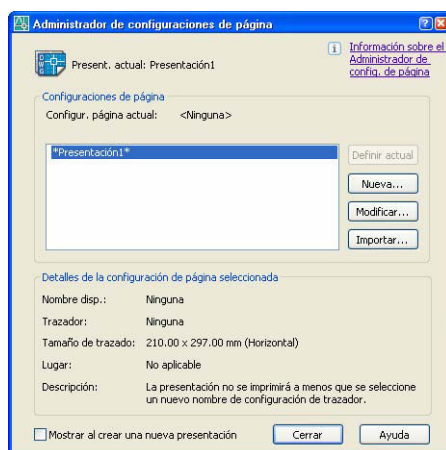 Administrador de configuraciones de página
Present. actual: Presentación1
Información sobre el
Administrador de
config. de página
Configuraciones de página
Configur. página actual: <Ninguna>
*Presentación1*
Definir actual
Nueva...
Modificar...
Importar...
Detalles de la configuración de página seleccionada
Nombre disp.: Ninguna
Trazador: Ninguna
Tamaño de trazado: 210.00 x 297.00 mm (Horizontal)
Lugar: No aplicable
Descripción: La presentación no se imprimirá a menos que se seleccione
un nuevo nombre de configuración de trazador.
Mostrar al crear una nueva presentación
Cerrar
Ayuda